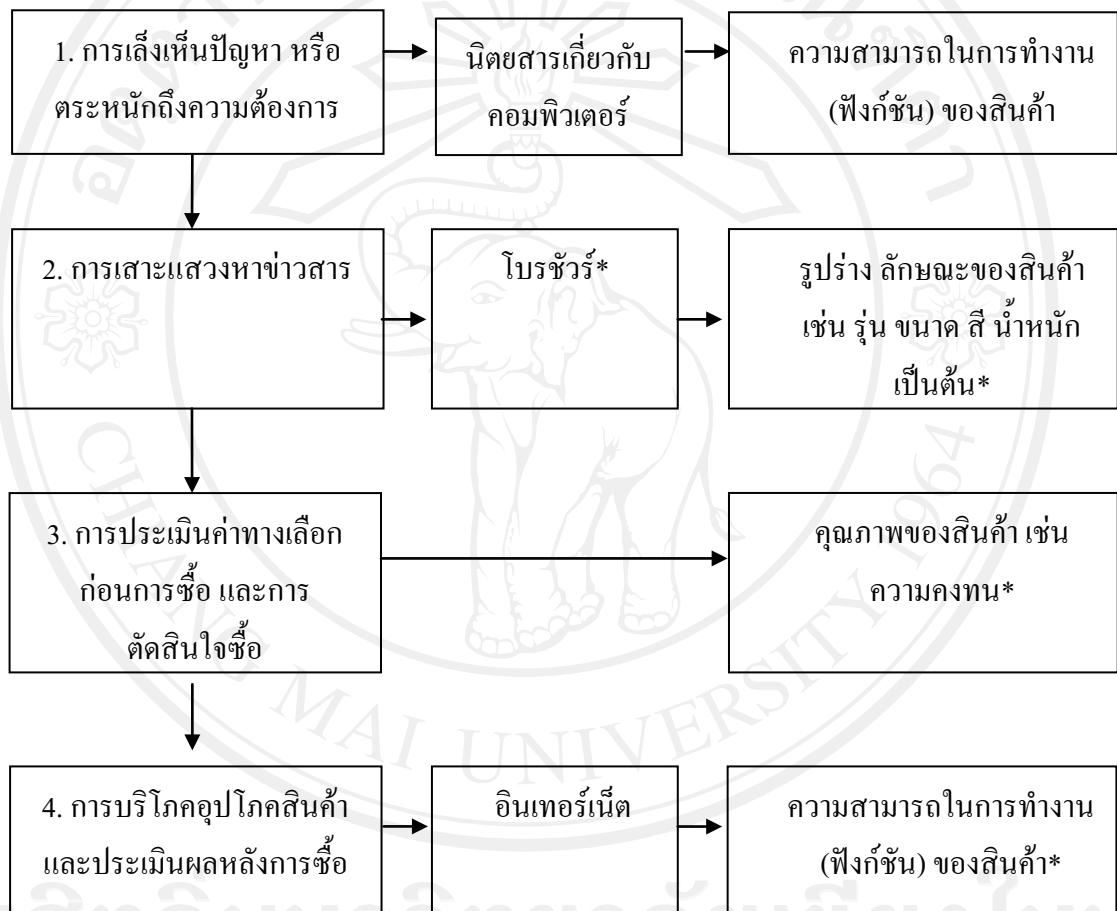 1. การเล็งเห็นปัญหา หรือ
ตระหนักถึงความต้องการ
นิตยสารเกี่ยวกับ
คอมพิวเตอร์
ความสามารถในการทำงาน
(ฟังก์ชัน) ของสินค้า
2. การเสาะแสวงหาข่าวสาร
โบรชัวร์*
รูปร่าง ลักษณะของสินค้า
เช่น รุ่น ขนาด สี น้ำหนัก
เป็นต้น*
3. การประเมินค่าทางเลือก
ก่อนการซื้อ และการ
ตัดสินใจซื้อ
คุณภาพของสินค้า เช่น
ความคงทน*
4. การบริโภคอุปโภคสินค้า
และประเมินผลหลังการซื้อ
อินเทอร์เน็ต
ความสามารถในการทำงาน
(ฟังก์ชัน) ของสินค้า*
CHIANG MAI UNIVERSITY 1964